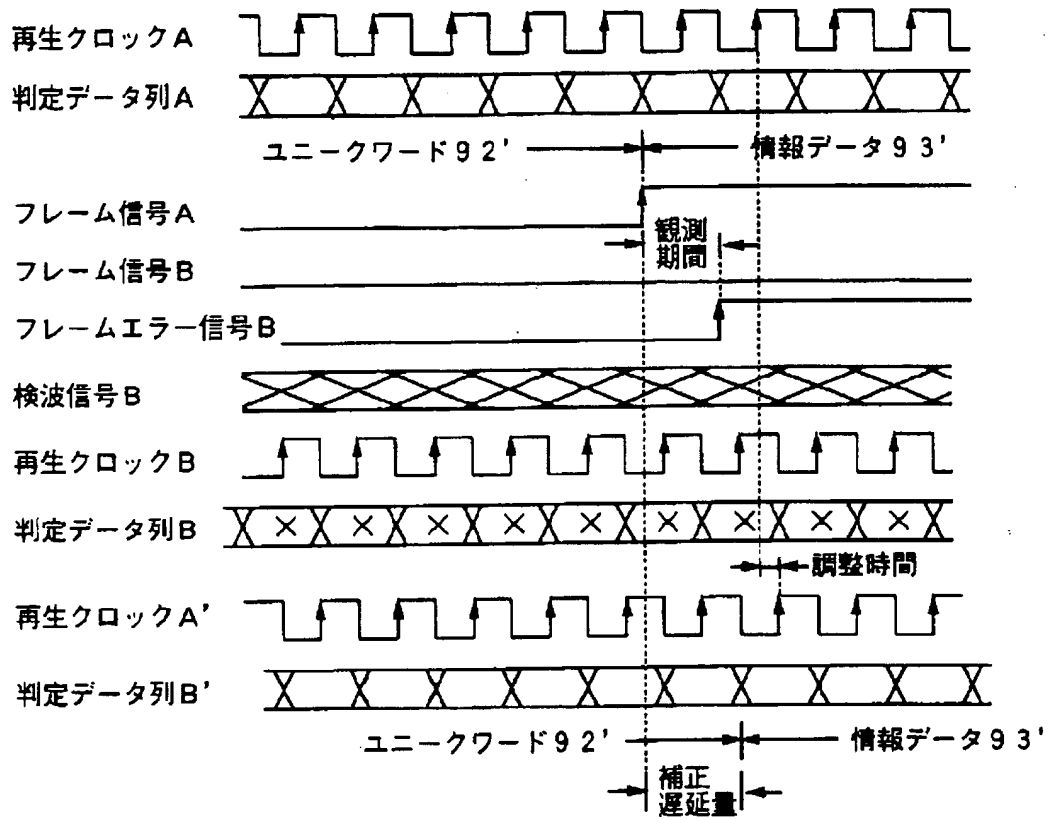 再生クロックA
判定データ列A
ユニークワード92' 情報データ93'
フレーム信号A
観測
期間
フレーム信号B
フレームエラー信号B
検波信号B
再生クロックB
判定データ列B
調整時間
再生クロックA'
判定データ列B'
ユニークワード92' 情報データ93'
補正
遅延量